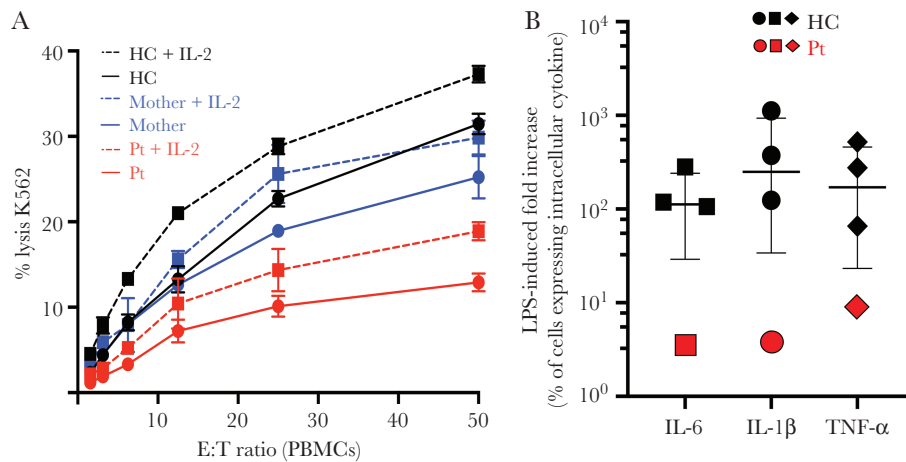 A
HC + IL-2
HC
Mother + IL-2
Mother
Pt + IL-2
Pt
% lysis K562
40
30
20
10
10 20 30 40 50
E:T ratio (PBMCs)
B
HC
Pt
LPS-induced fold increase
(% of cells expressing intracellular cytokine)
10⁴
10³
10²
10¹
10⁰
IL-6 IL-1β TNF-α